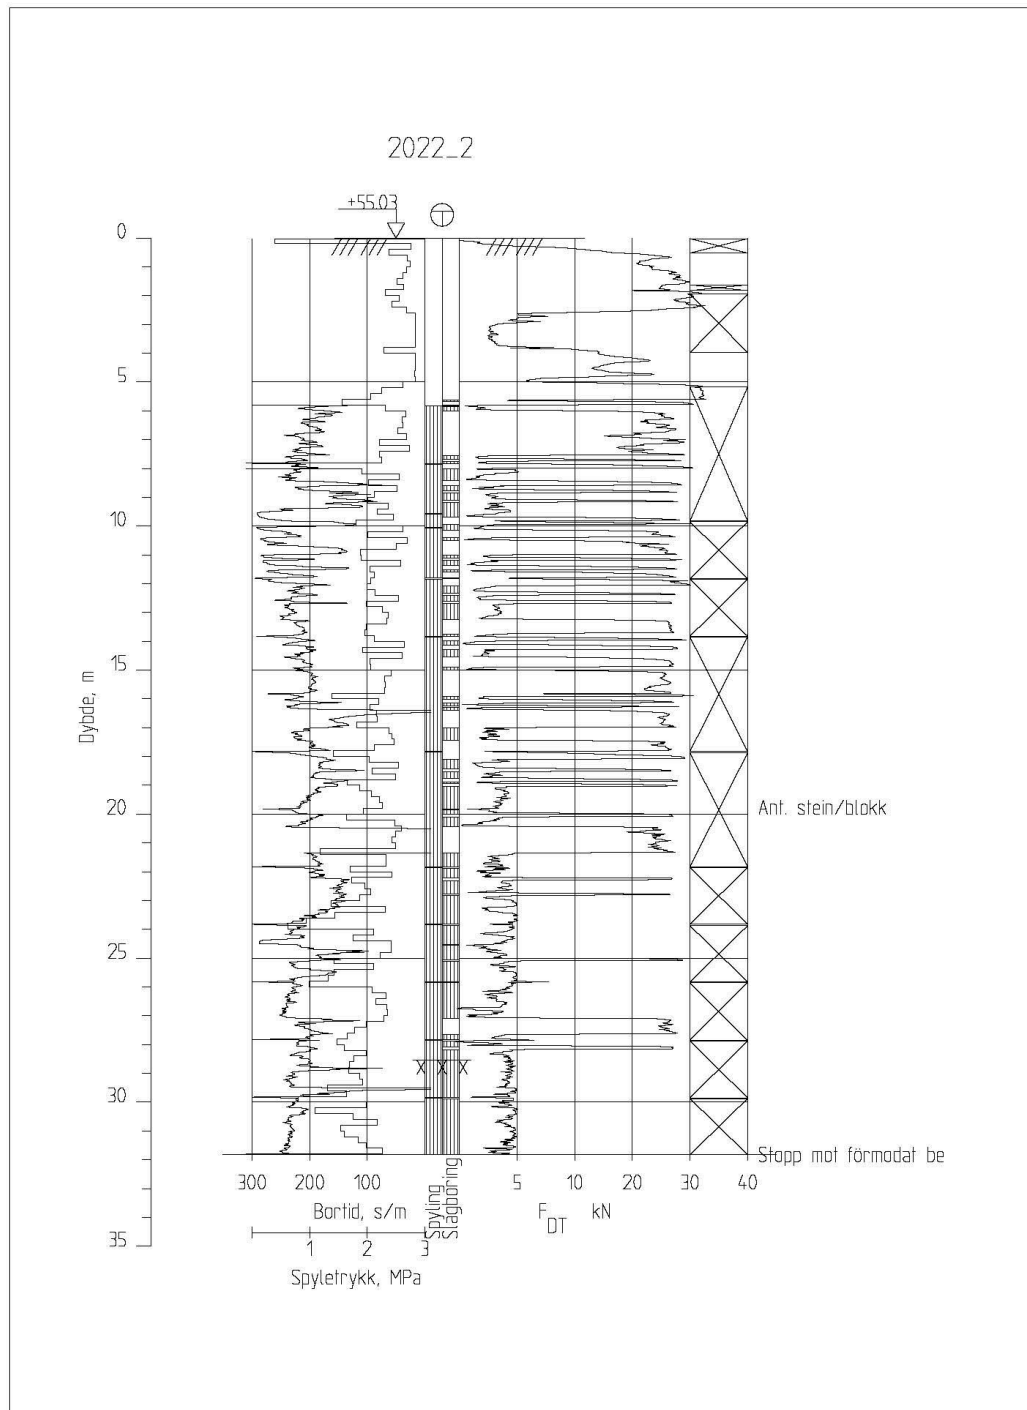 2022_2
+55.03
0
5
10
15
20
25
30
35
Dybde, m
Ant. stein/blokk
Stopp mot förmodat be
300 200 100
Bortid, s/m
Spyling
Slagboring
5 10 20 30 40
F DT kN
1 2 3
Spyletrykk, MPa
X X X